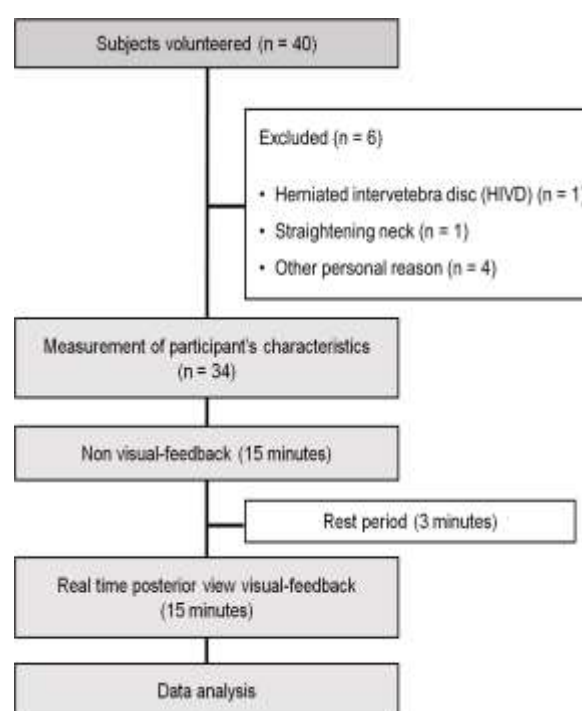 Subjects volunteered (n = 40)
Excluded (n = 6)
• Herniated intervetebra disc (HIVD) (n = 1)
• Straightening neck (n = 1)
• Other personal reason (n = 4)
Measurement of participant's characteristics
(n = 34)
Non visual-feedback (15 minutes)
Rest period (3 minutes)
Real time posterior view visual-feedback
(15 minutes)
Data analysis